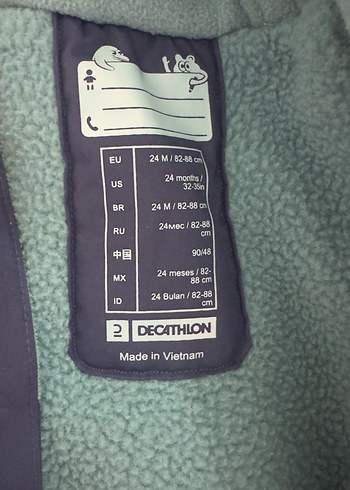 EU 24 M / 82-88 cm
US 24 months / 32-35in
BR 24 M / 82-88 cm
RU 24мес / 82-88 cm
中国 90/48
MX 24 meses / 82-88 cm
ID 24 Bulan / 82-88 cm
DECATHLON
Made in Vietnam